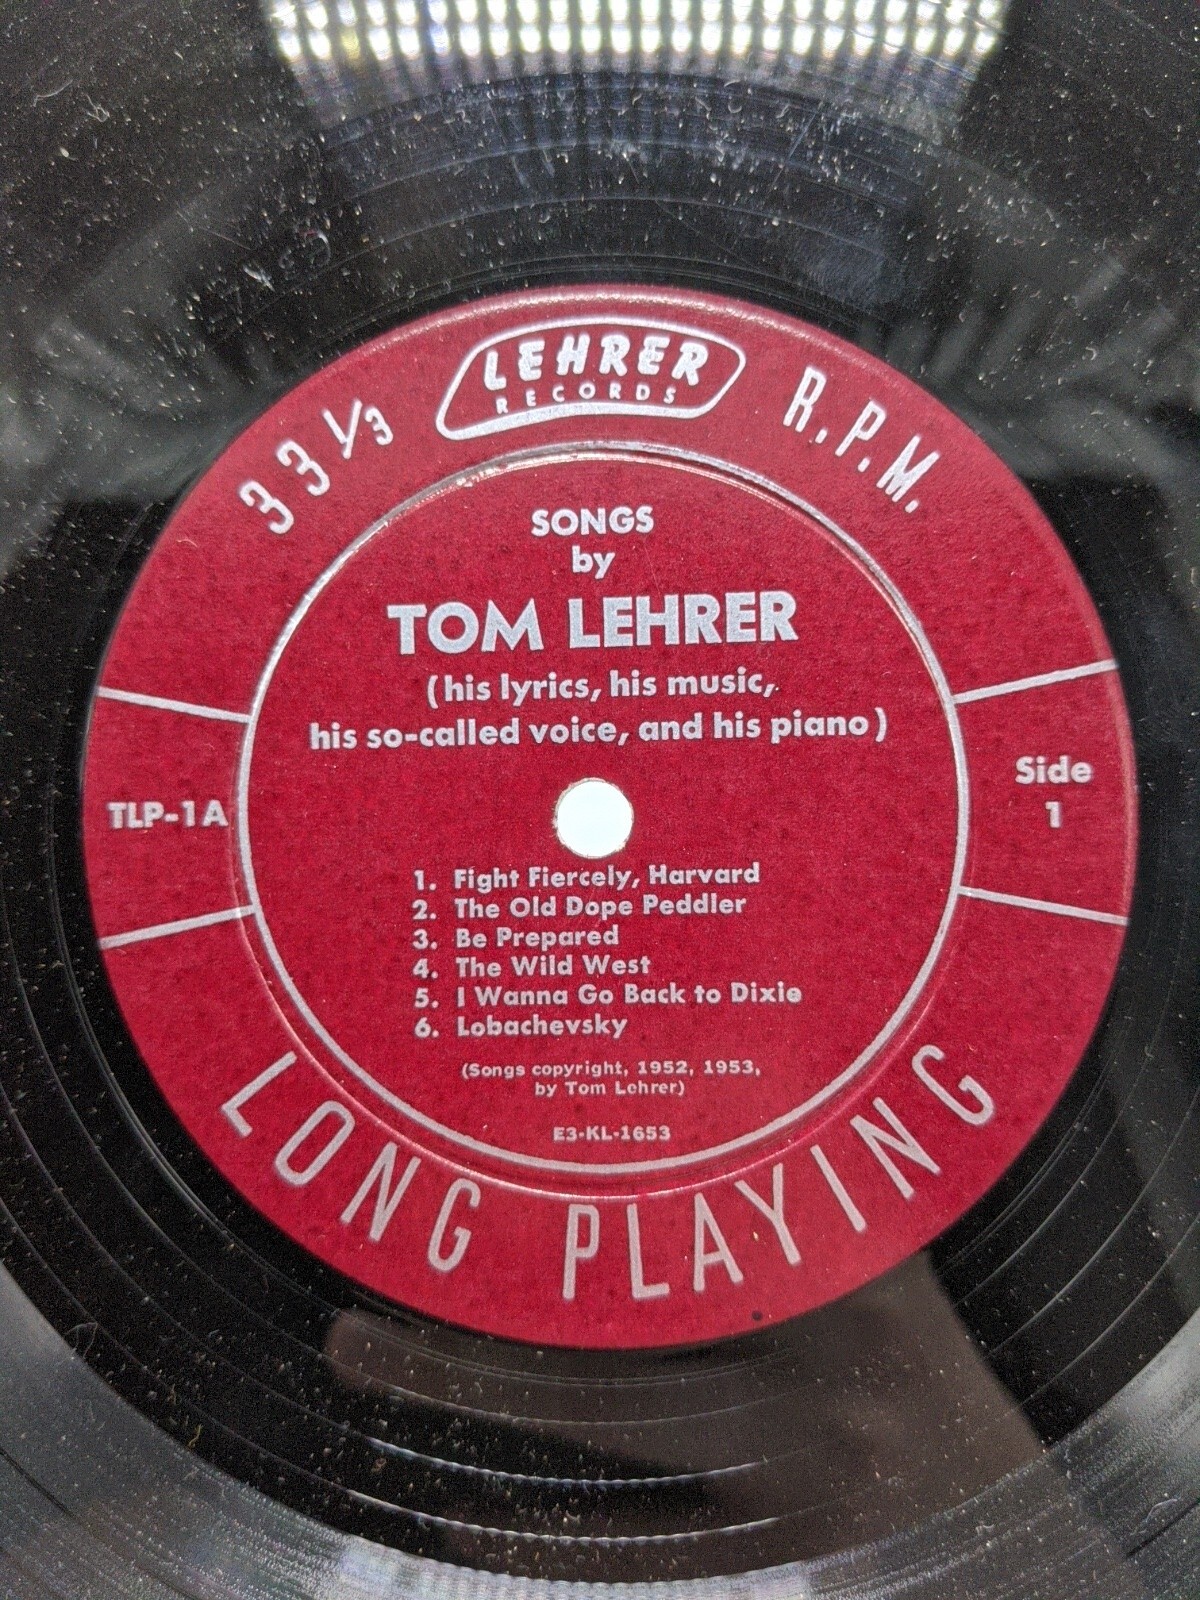 LEHRER
RECORDS
33 1/3 R.P.M.
SONGS
by
TOM LEHRER
(his lyrics, his music,
his so-called voice, and his piano)
TLP-1A
Side
1
1. Fight Fiercely, Harvard
2. The Old Dope Peddler
3. Be Prepared
4. The Wild West
5. I Wanna Go Back to Dixie
6. Lobachevsky
(Songs copyright, 1952, 1953,
by Tom Lehrer)
E3-KL-1653
LONG PLAYING